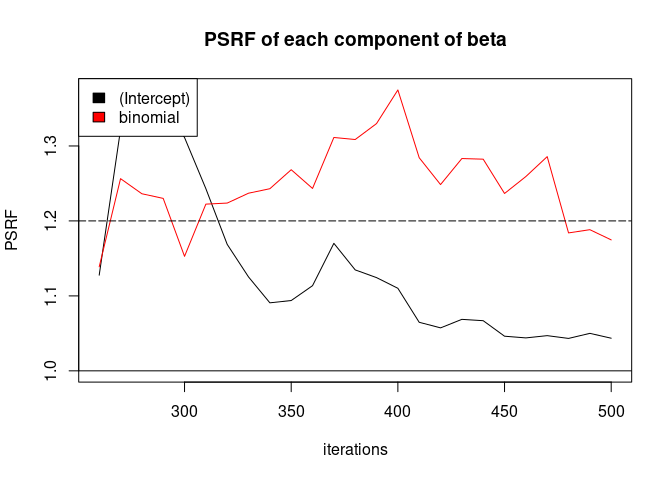 PSRF of each component of beta
(Intercept)
binomial
PSRF
1.3
1.2
1.1
1.0
300 350 400 450 500
iterations